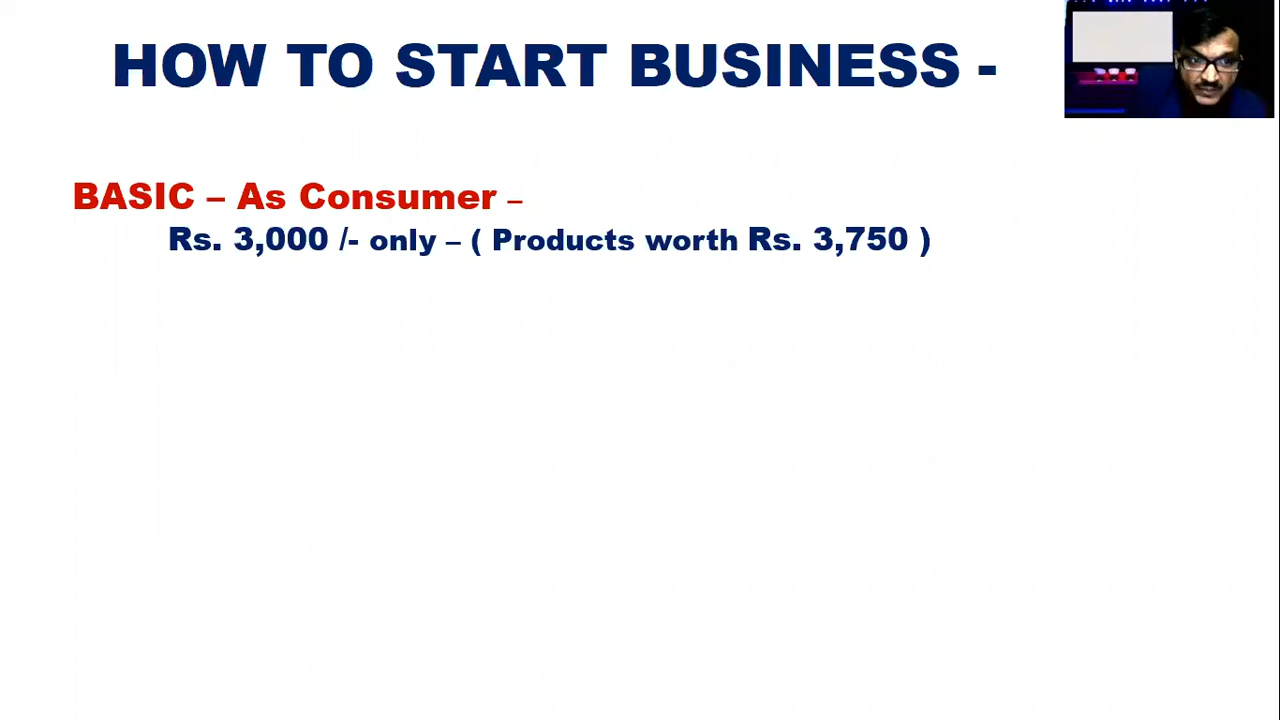 HOW TO START BUSINESS -
BASIC – As Consumer –
Rs. 3,000 /- only – ( Products worth Rs. 3,750 )